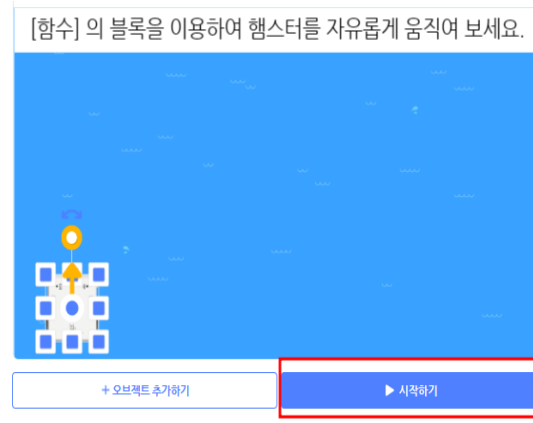 [함수] 의 블록을 이용하여 햄스터를 자유롭게 움직여 보세요.
+ 오브젝트 추가하기
▶ 시작하기